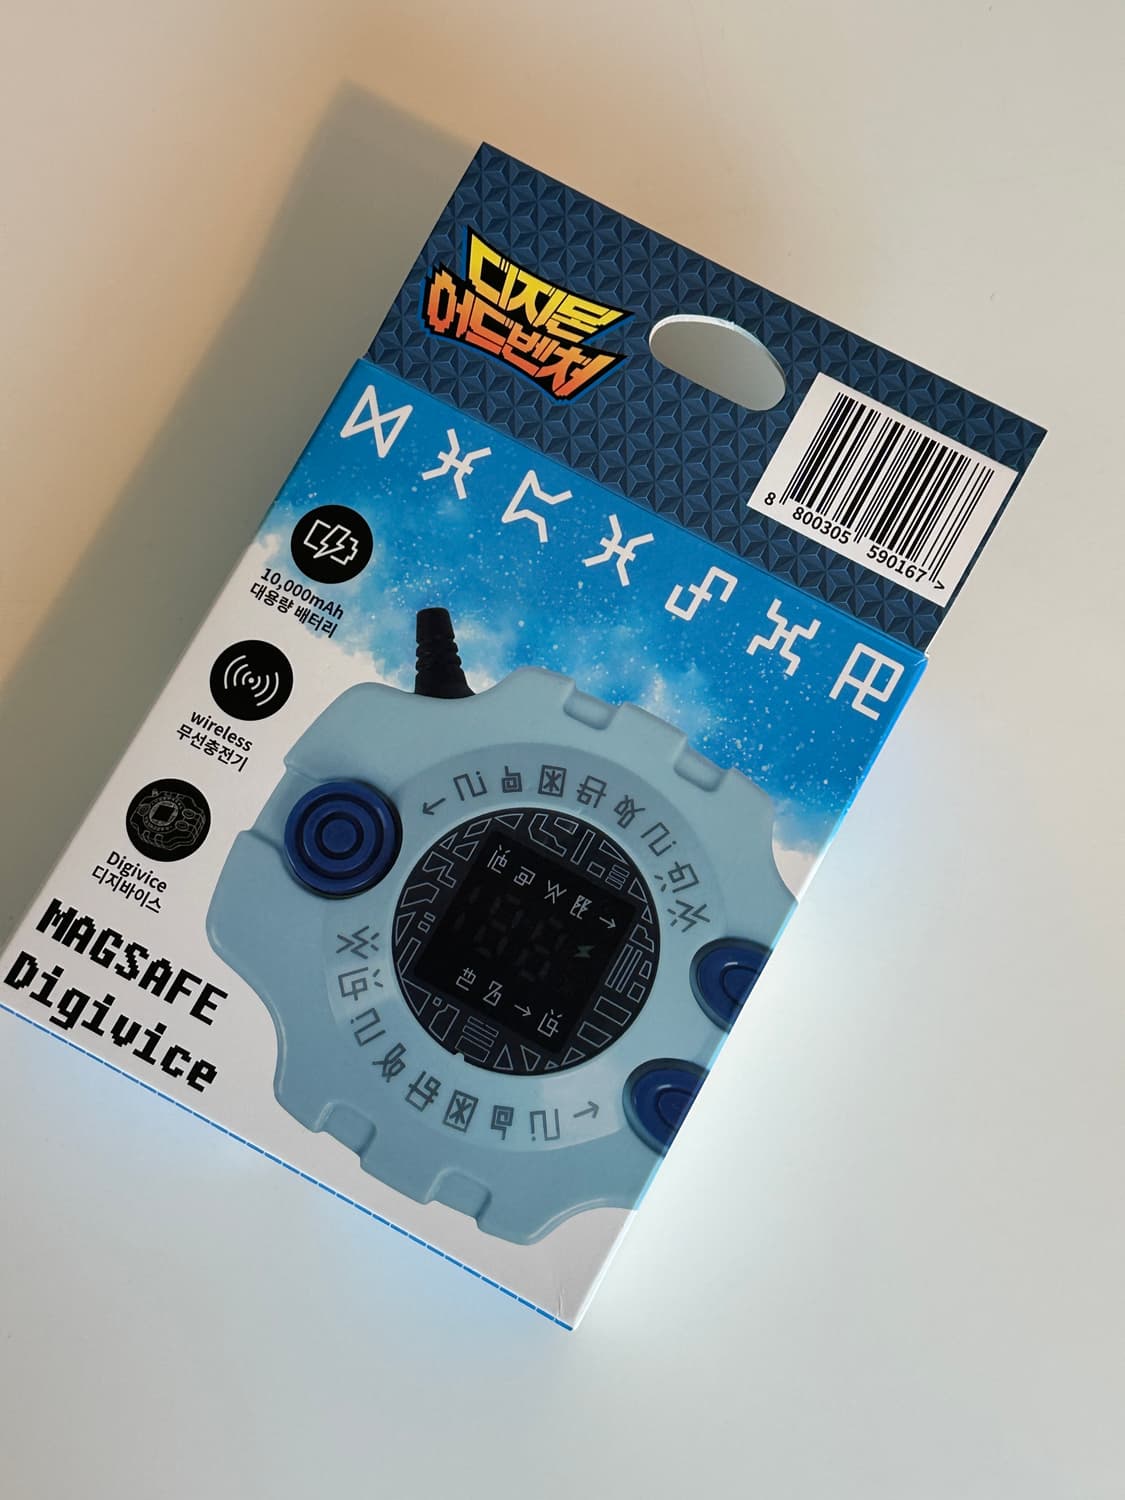 디지몬
어드벤처
8 800305 590167 >
10,000mAh
대용량 배터리
wireless
무선충전기
Digivice
디지바이스
MAGSAFE
Digivice